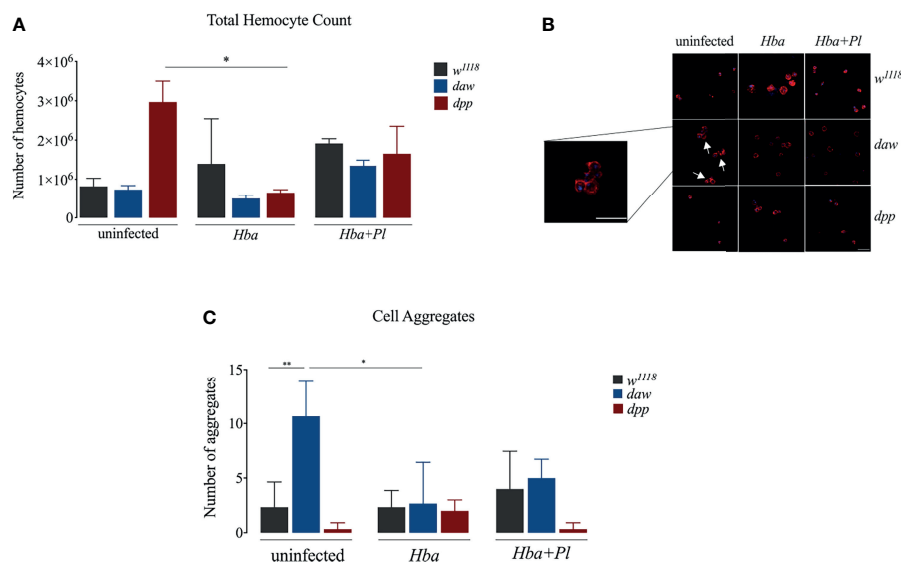 A
Total Hemocyte Count
Number of hemocytes
4×10⁶
3×10⁶
2×10⁶
1×10⁶
0
*
w¹¹¹⁸
daw
dpp
uninfected
Hba
Hba+Pl
B
uninfected
Hba
Hba+Pl
w¹¹¹⁸
daw
dpp
C
Cell Aggregates
Number of aggregates
15
10
5
0
**
*
w¹¹¹⁸
daw
dpp
uninfected
Hba
Hba+Pl